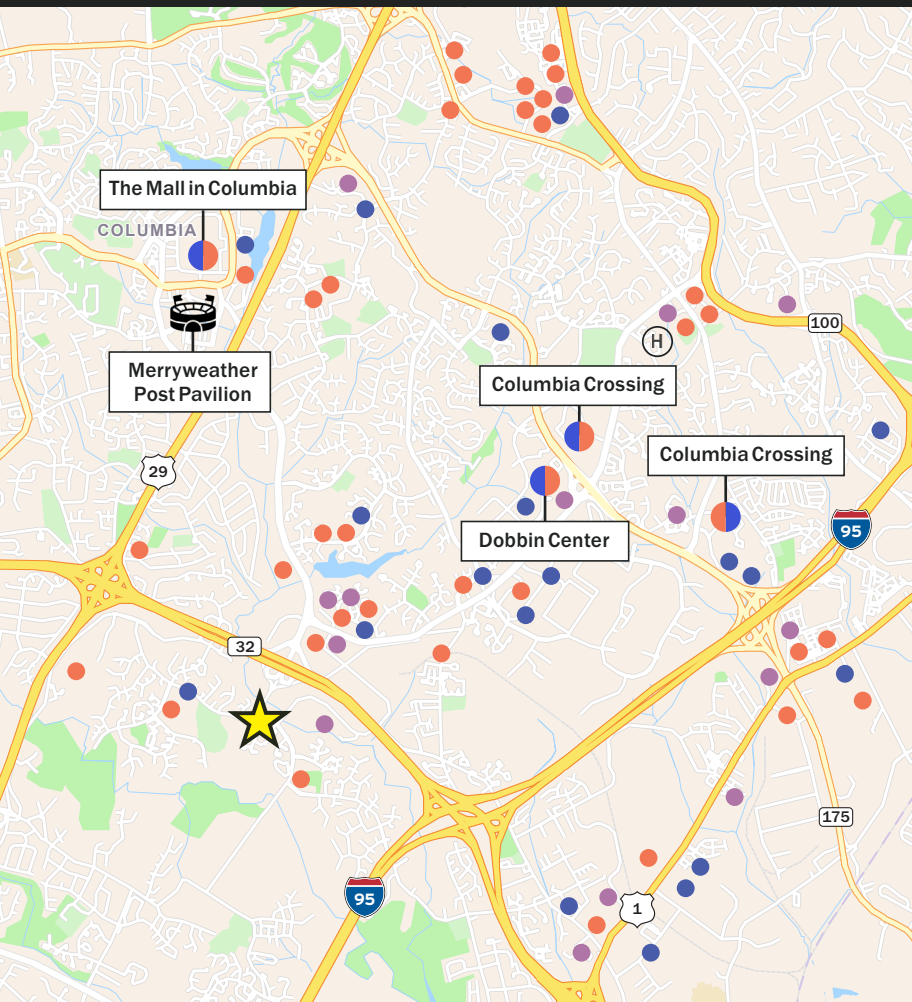 The Mall in Columbia
COLUMBIA
100
H
Merryweather
Post Pavilion
Columbia Crossing
Columbia Crossing
29
95
Dobbin Center
32
175
95
1